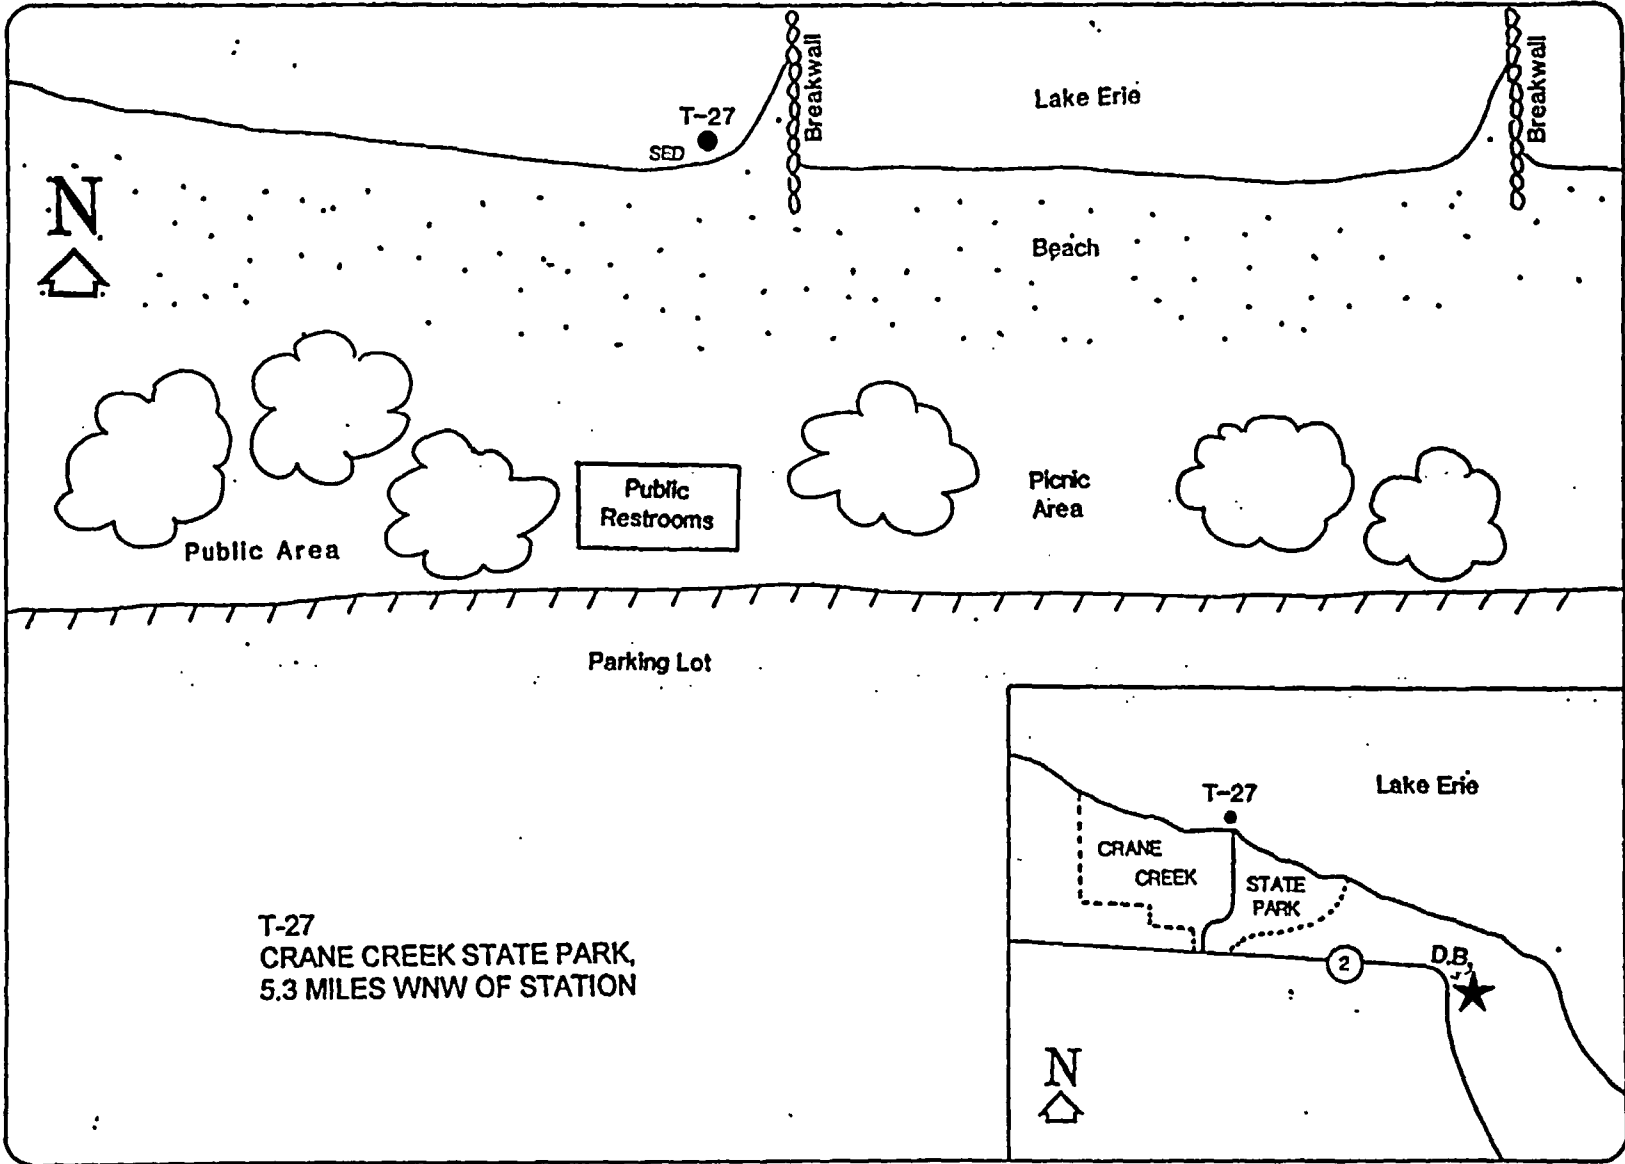 Breakwall
Breakwall
Lake Erie
T-27
SED
N
Beach
Public
Restrooms
Picnic
Area
Public Area
Parking Lot
Lake Erie
T-27
CRANE
CREEK
STATE
PARK
D.B.
2
N
T-27
CRANE CREEK STATE PARK,
5.3 MILES WNW OF STATION